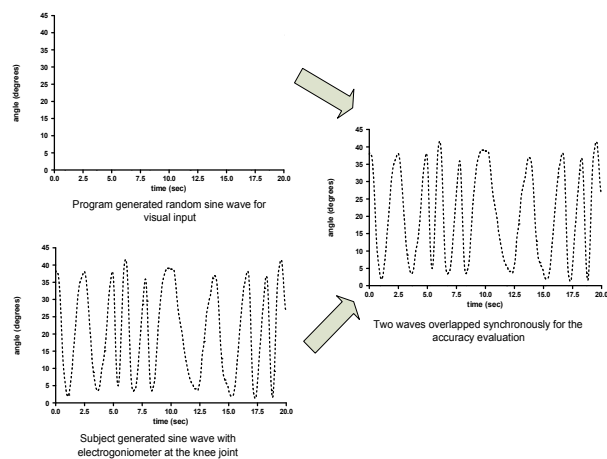 45
40
35
30
25
20
15
10
5
0
angle (degrees)
0.0 2.5 5.0 7.5 10.0 12.5 15.0 17.5 20.0
time (sec)
Program generated random sine wave for
visual input
45
40
35
30
25
20
15
10
5
0
angle (degrees)
0.0 2.5 5.0 7.5 10.0 12.5 15.0 17.5 20.0
time (sec)
Subject generated sine wave with
electrogoniometer at the knee joint
45
40
35
30
25
20
15
10
5
0
angle (degrees)
0.0 2.5 5.0 7.5 10.0 12.5 15.0 17.5 20.0
time (sec)
Two waves overlapped synchronously for the
accuracy evaluation